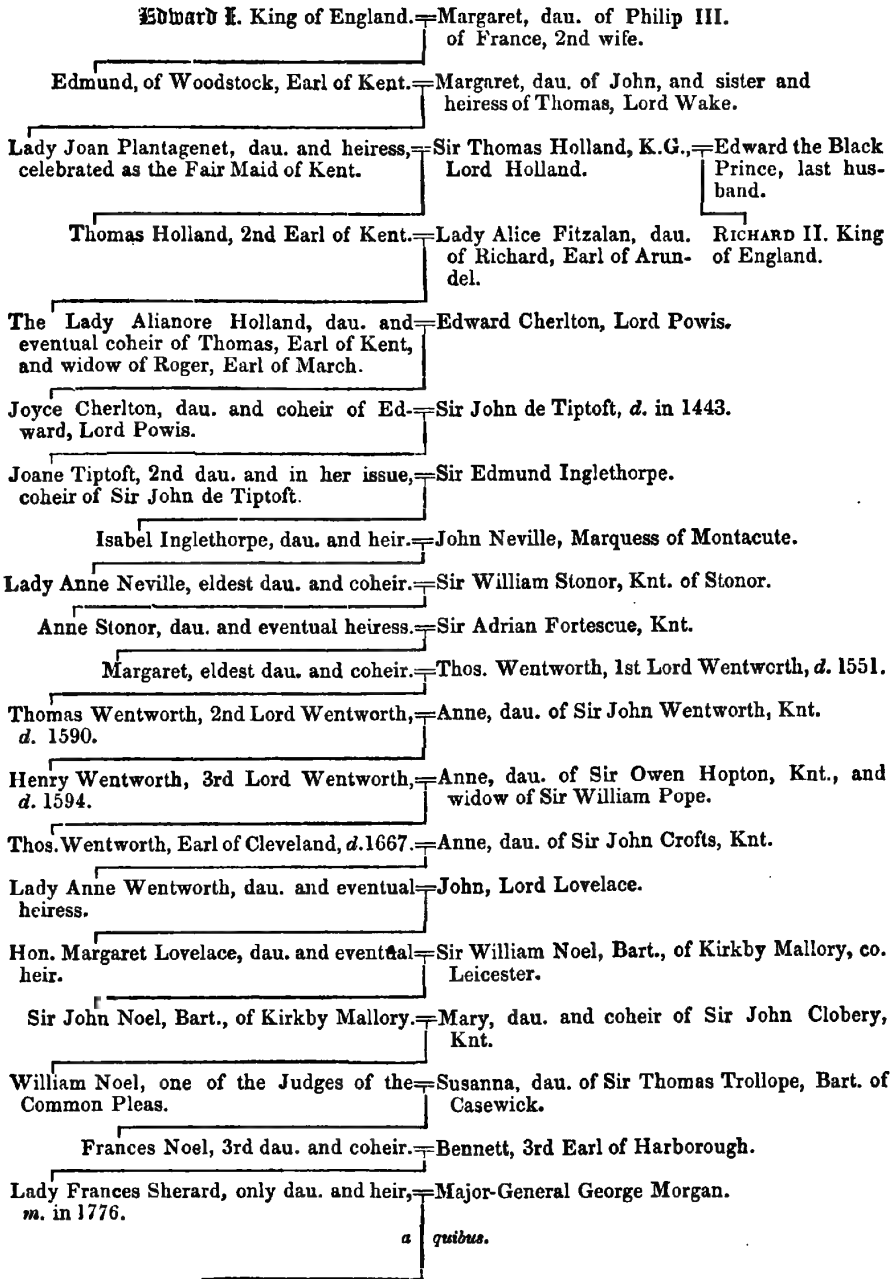 Edward I. King of England.=Margaret, dau. of Philip III.
of France, 2nd wife.
Edmund, of Woodstock, Earl of Kent.=Margaret, dau. of John, and sister and
heiress of Thomas, Lord Wake.
Lady Joan Plantagenet, dau. and heiress,=Sir Thomas Holland, K.G.,=Edward the Black
celebrated as the Fair Maid of Kent. Lord Holland. Prince, last hus-
band.
Thomas Holland, 2nd Earl of Kent.=Lady Alice Fitzalan, dau. RICHARD II. King
of Richard, Earl of Arun- of England.
del.
The Lady Alianore Holland, dau. and=Edward Cherlton, Lord Powis.
eventual coheir of Thomas, Earl of Kent,
and widow of Roger, Earl of March.
Joyce Cherlton, dau. and coheir of Ed-=Sir John de Tiptoft, d. in 1443.
ward, Lord Powis.
Joane Tiptoft, 2nd dau. and in her issue,=Sir Edmund Inglethorpe.
coheir of Sir John de Tiptoft.
Isabel Inglethorpe, dau. and heir.=John Neville, Marquess of Montacute.
Lady Anne Neville, eldest dau. and coheir.=Sir William Stonor, Knt. of Stonor.
Anne Stonor, dau. and eventual heiress.=Sir Adrian Fortescue, Knt.
Margaret, eldest dau. and coheir.=Thos. Wentworth, 1st Lord Wentworth, d. 1551.
Thomas Wentworth, 2nd Lord Wentworth,=Anne, dau. of Sir John Wentworth, Knt.
d. 1590.
Henry Wentworth, 3rd Lord Wentworth,=Anne, dau. of Sir Owen Hopton, Knt., and
d. 1594. widow of Sir William Pope.
Thos. Wentworth, Earl of Cleveland, d. 1667.=Anne, dau. of Sir John Crofts, Knt.
Lady Anne Wentworth, dau. and eventual=John, Lord Lovelace.
heiress.
Hon. Margaret Lovelace, dau. and eventual=Sir William Noel, Bart., of Kirkby Mallory, co.
heir. Leicester.
Sir John Noel, Bart., of Kirkby Mallory.=Mary, dau. and coheir of Sir John Clobery,
Knt.
William Noel, one of the Judges of the=Susanna, dau. of Sir Thomas Trollope, Bart. of
Common Pleas. Casewick.
Frances Noel, 3rd dau. and coheir.=Bennett, 3rd Earl of Harborough.
Lady Frances Sherard, only dau. and heir,=Major-General George Morgan.
m. in 1776.
a quibus.